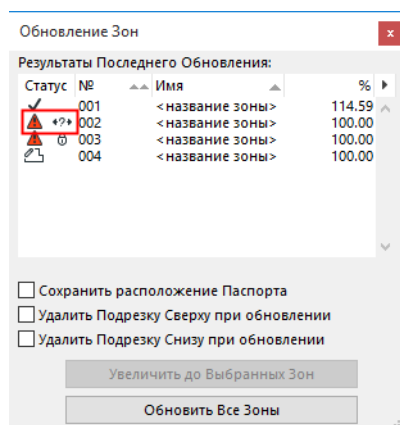 Обновление Зон
Результаты Последнего Обновления:
Статус № Имя %
001 <название зоны> 114.59
‹?› 002 <название зоны> 100.00
003 <название зоны> 100.00
004 <название зоны> 100.00
Сохранить расположение Паспорта
Удалить Подрезку Сверху при обновлении
Удалить Подрезку Снизу при обновлении
Увеличить до Выбранных Зон
Обновить Все Зоны